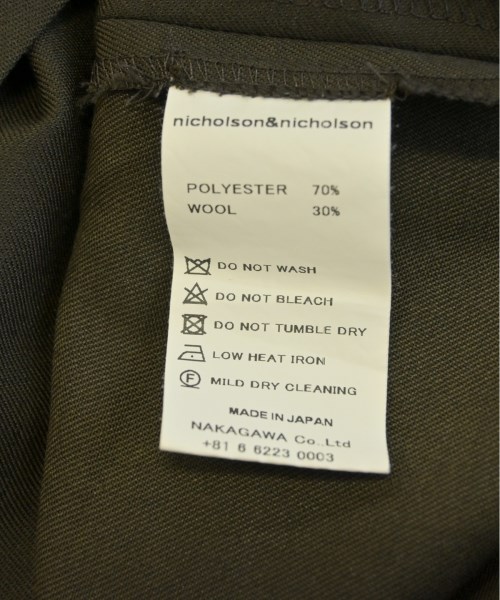 nicholson&nicholson
POLYESTER 70%
WOOL 30%
DO NOT WASH
DO NOT BLEACH
DO NOT TUMBLE DRY
LOW HEAT IRON
F MILD DRY CLEANING
MADE IN JAPAN
NAKAGAWA Co.,Ltd
+81 6 6223 0003